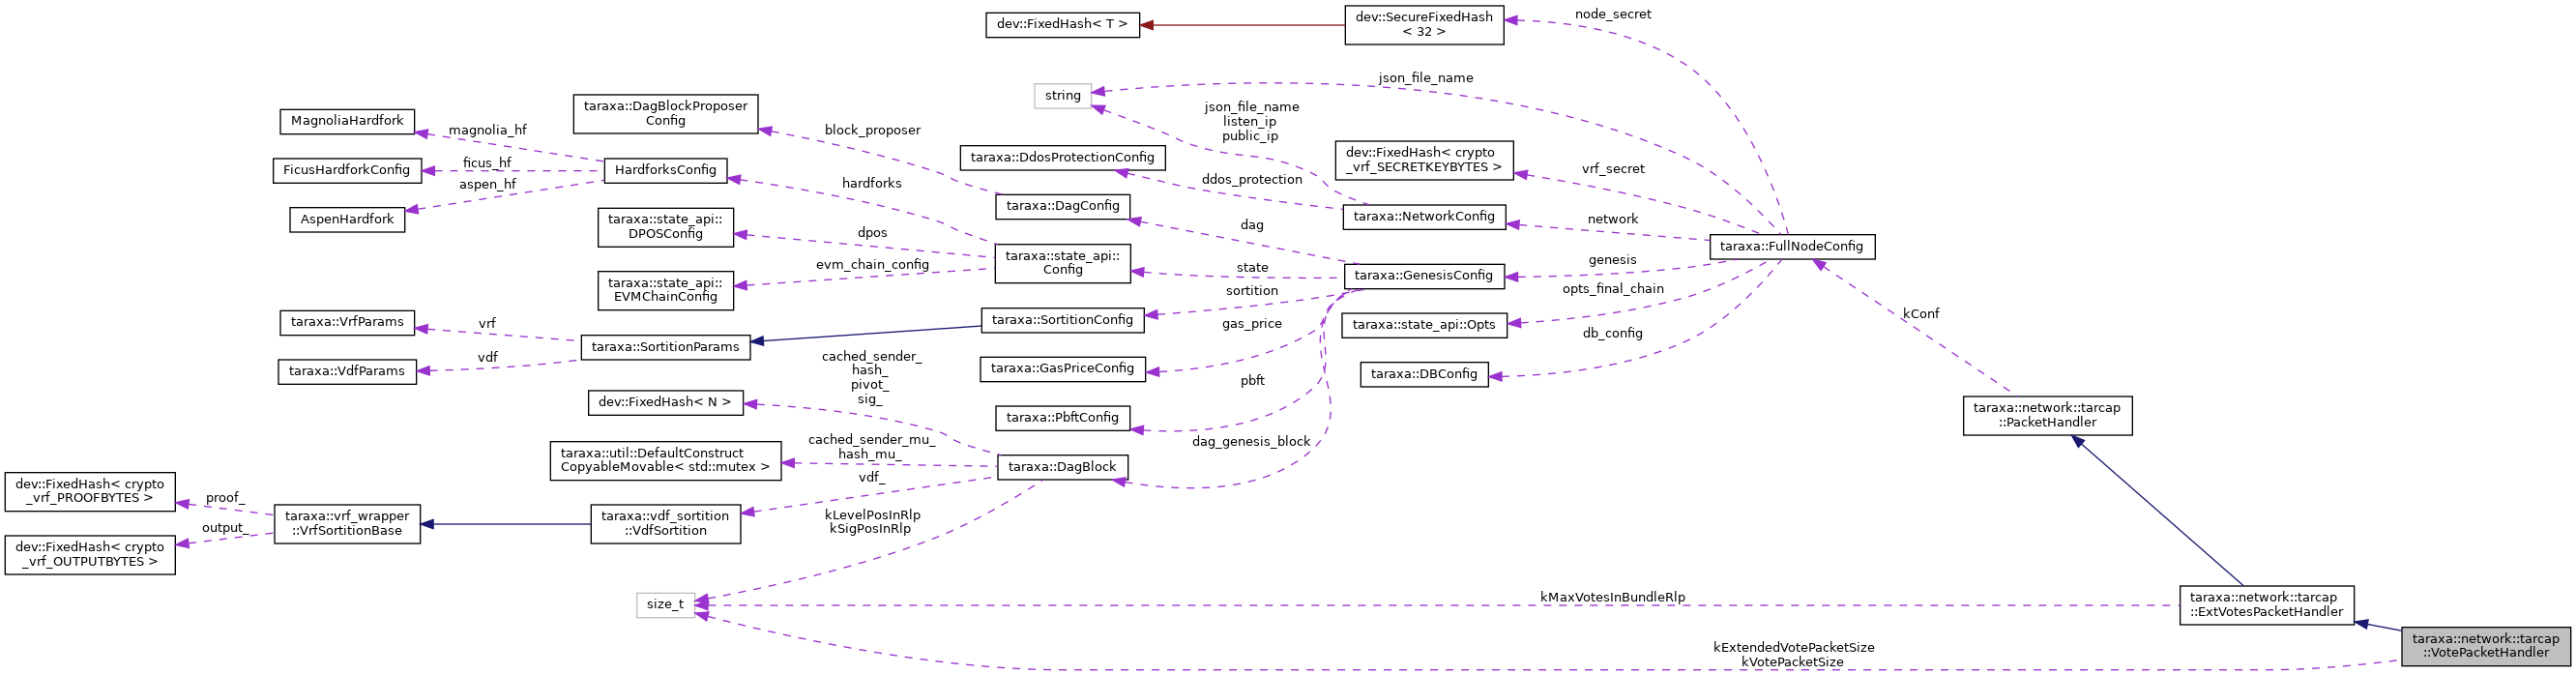 dev::FixedHash< T >
dev::SecureFixedHash
< 32 >
node_secret
json_file_name
string
json_file_name
listen_ip
public_ip
taraxa::DagBlockProposer
Config
MagnoliaHardfork
magnolia_hf
block_proposer
FicusHardforkConfig
ficus_hf
HardforksConfig
aspen_hf
AspenHardfork
hardforks
taraxa::DdosProtectionConfig
ddos_protection
dev::FixedHash< crypto
_vrf_SECRETKEYBYTES >
vrf_secret
taraxa::DagConfig
taraxa::NetworkConfig
network
taraxa::FullNodeConfig
taraxa::state_api::
DPOSConfig
dpos
dag
taraxa::state_api::
Config
state
taraxa::GenesisConfig
genesis
evm_chain_config
taraxa::state_api::
EVMChainConfig
sortition
opts_final_chain
taraxa::VrfParams
vrf
taraxa::SortitionConfig
gas_price
taraxa::state_api::Opts
db_config
kConf
taraxa::SortitionParams
vdf
taraxa::VdfParams
cached_sender_
hash_
pivot_
sig_
taraxa::GasPriceConfig
pbft
taraxa::DBConfig
dev::FixedHash< N >
taraxa::PbftConfig
taraxa::network::tarcap
::PacketHandler
taraxa::util::DefaultConstruct
CopyableMovable< std::mutex >
cached_sender_mu_
hash_mu_
dag_genesis_block
taraxa::DagBlock
vdf_
dev::FixedHash< crypto
_vrf_PROOFBYTES >
proof_
taraxa::vrf_wrapper
::VrfSortitionBase
taraxa::vdf_sortition
::VdfSortition
kLevelPosInRlp
kSigPosInRlp
output_
dev::FixedHash< crypto
_vrf_OUTPUTBYTES >
size_t
kMaxVotesInBundleRlp
taraxa::network::tarcap
::ExtVotesPacketHandler
kExtendedVotePacketSize
kVotePacketSize
taraxa::network::tarcap
::VotePacketHandler